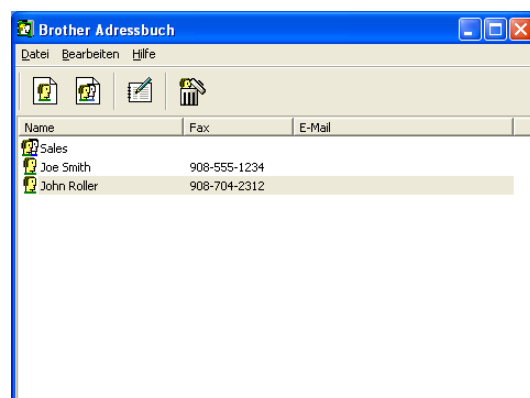 Brother Adressbuch
Datei Bearbeiten Hilfe
Name Fax E-Mail
Sales
Joe Smith 908-555-1234
John Roller 908-704-2312